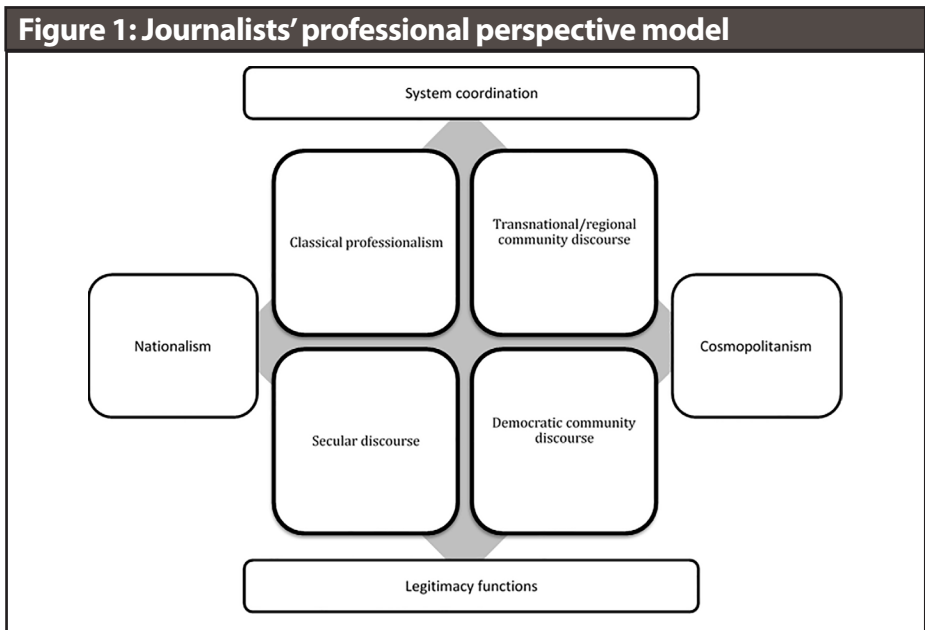 Figure 1: Journalists’ professional perspective model
System coordination
Classical professionalism
Transnational/regional
community discourse
Nationalism
Cosmopolitanism
Secular discourse
Democratic community
discourse
Legitimacy functions